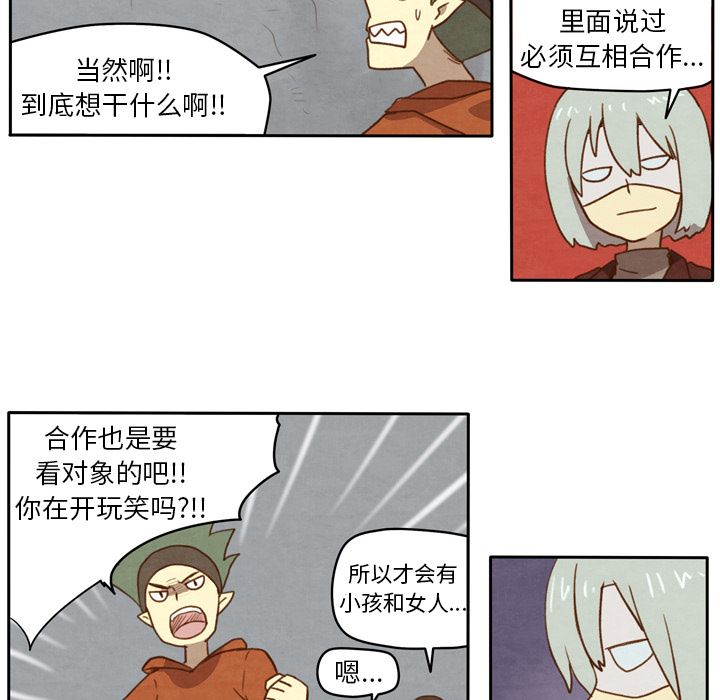 当然啊!!
到底想干什么啊!!
里面说过
必须互相合作...
合作也是要
看对象的吧!!
你在开玩笑吗?!!
所以才会有
小孩和女人...
嗯...